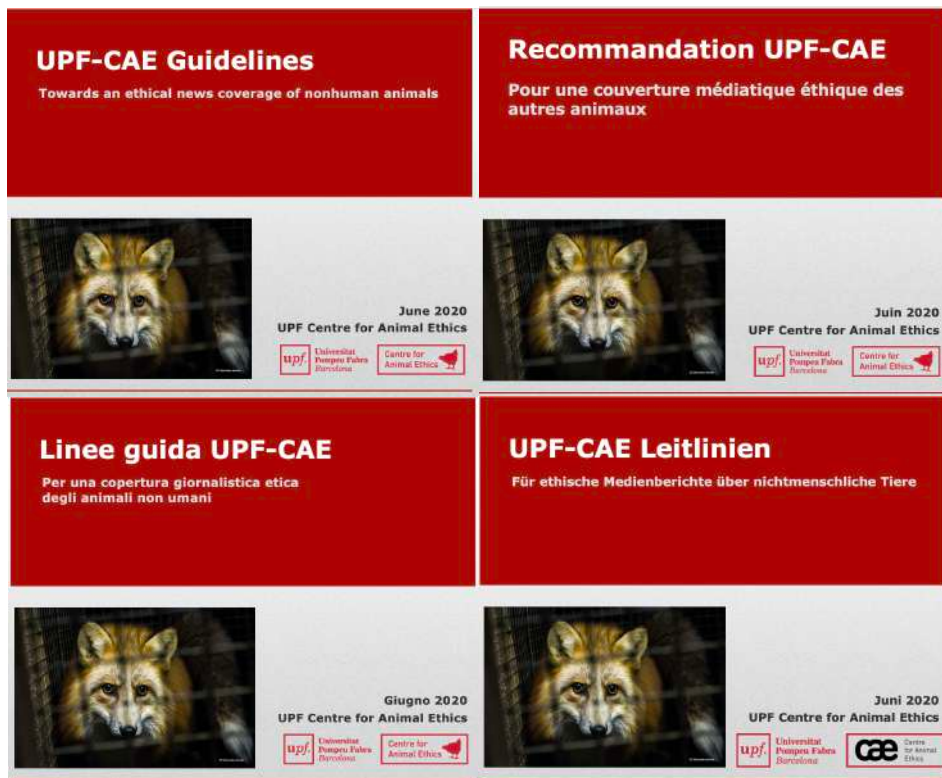 UPF-CAE Guidelines
Towards an ethical news coverage of nonhuman animals
June 2020
UPF Centre for Animal Ethics
upf.
Universitat
Pompeu Fabra
Barcelona
Centre for
Animal Ethics
Recommandation UPF-CAE
Pour une couverture médiatique éthique des
autres animaux
Juin 2020
UPF Centre for Animal Ethics
upf.
Universitat
Pompeu Fabra
Barcelona
Centre for
Animal Ethics
Linee guida UPF-CAE
Per una copertura giornalistica etica
degli animali non umani
Giugno 2020
UPF Centre for Animal Ethics
upf.
Universitat
Pompeu Fabra
Barcelona
Centre for
Animal Ethics
UPF-CAE Leitlinien
Für ethische Medienberichte über nichtmenschliche Tiere
Juni 2020
UPF Centre for Animal Ethics
upf.
Universitat
Pompeu Fabra
Barcelona
cae
Centre
for Animal
Ethics